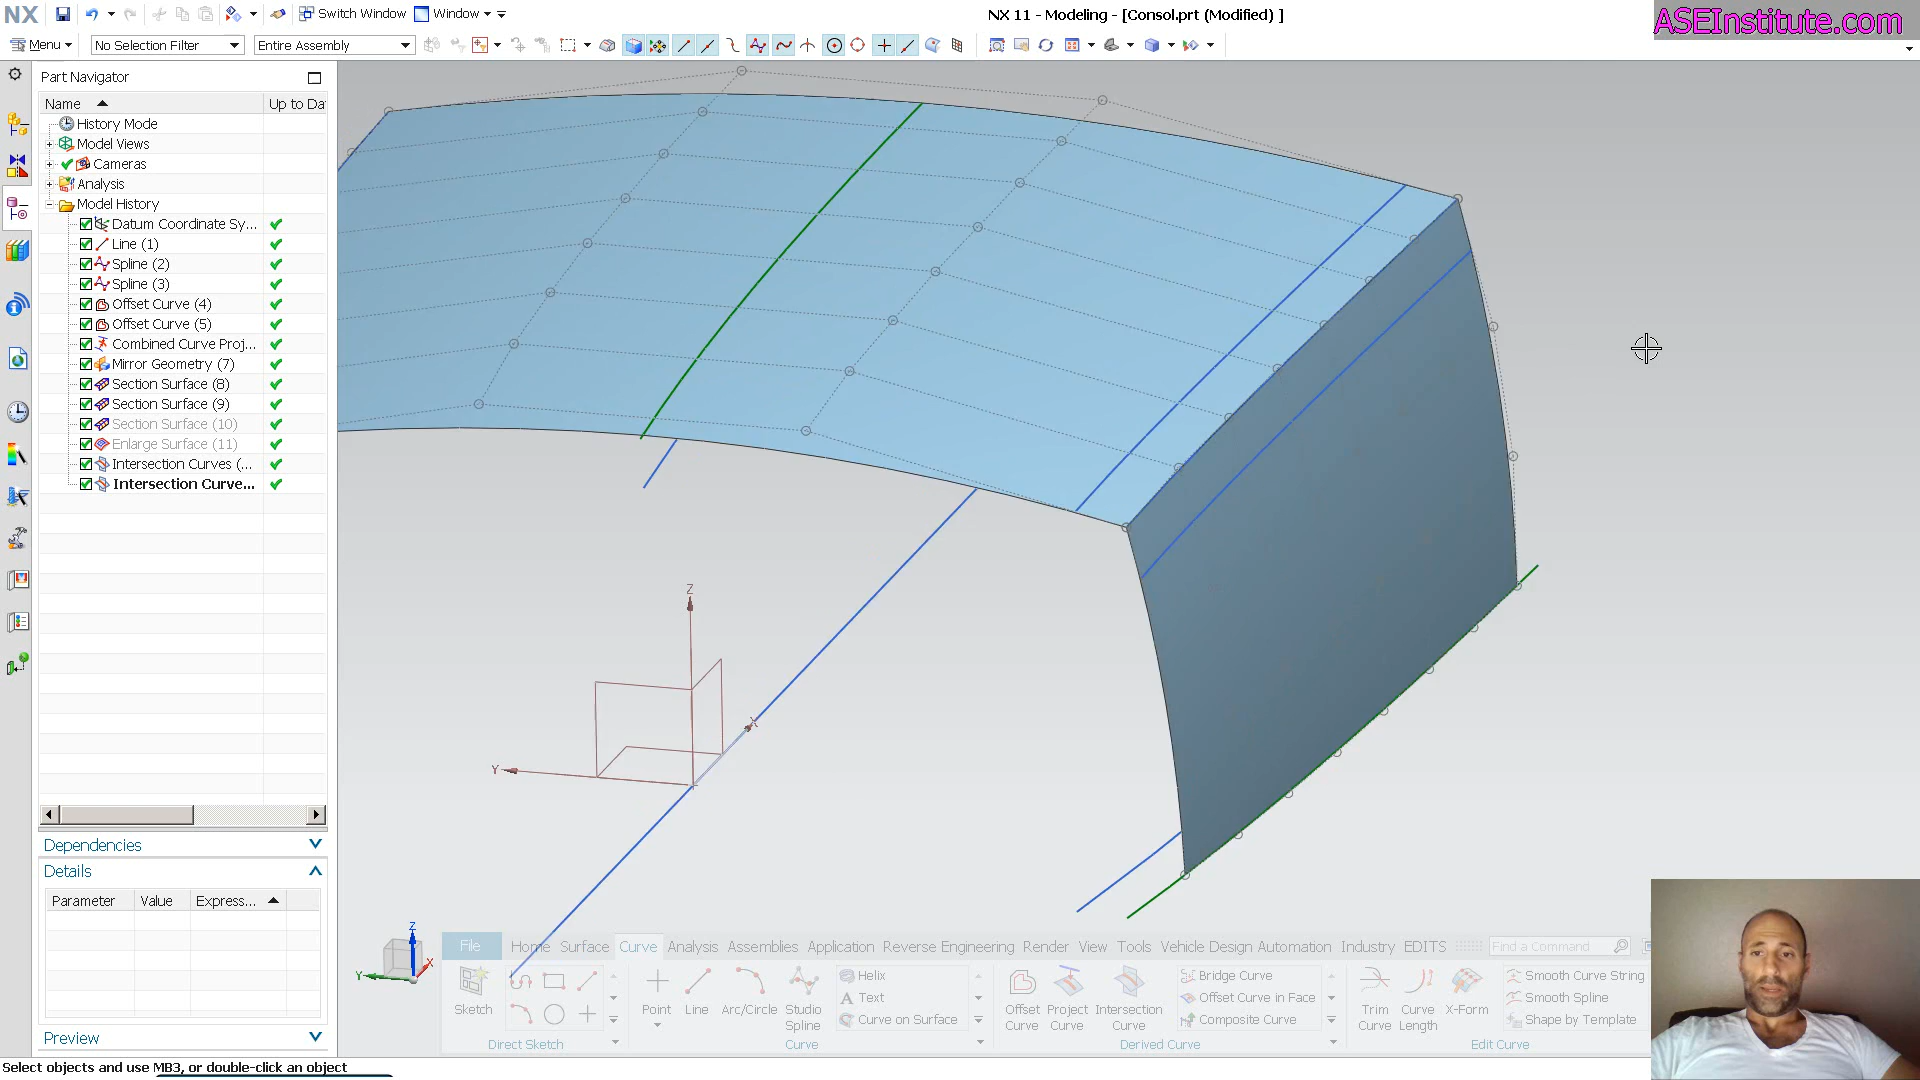 NX
Switch Window
Window
NX 11 - Modeling - [Consol.prt (Modified) ]
ASEInstitute.com
Menu
No Selection Filter
Entire Assembly
Part Navigator
Name
Up to Da
History Mode
Model Views
Cameras
Analysis
Model History
Datum Coordinate Sy...
Line (1)
Spline (2)
Spline (3)
Offset Curve (4)
Offset Curve (5)
Combined Curve Proj...
Mirror Geometry (7)
Section Surface (8)
Section Surface (9)
Section Surface (10)
Enlarge Surface (11)
Intersection Curves (...
Intersection Curve...
Dependencies
Details
Parameter
Value
Express...
Preview
Select objects and use MB3, or double-click an object
Z
X
Y
Z
X
Y
File
Home
Surface
Curve
Analysis
Assemblies
Application
Reverse Engineering
Render
View
Tools
Vehicle Design Automation
Industry
EDITS
Find a Command
Sketch
Direct Sketch
Point
Line
Arc/Circle
Studio Spline
Helix
Text
Curve on Surface
Curve
Offset Curve
Project Curve
Intersection Curve
Bridge Curve
Offset Curve in Face
Composite Curve
Derived Curve
Trim Curve
Curve Length
X-Form
Smooth Curve String
Smooth Spline
Shape by Template
Edit Curve